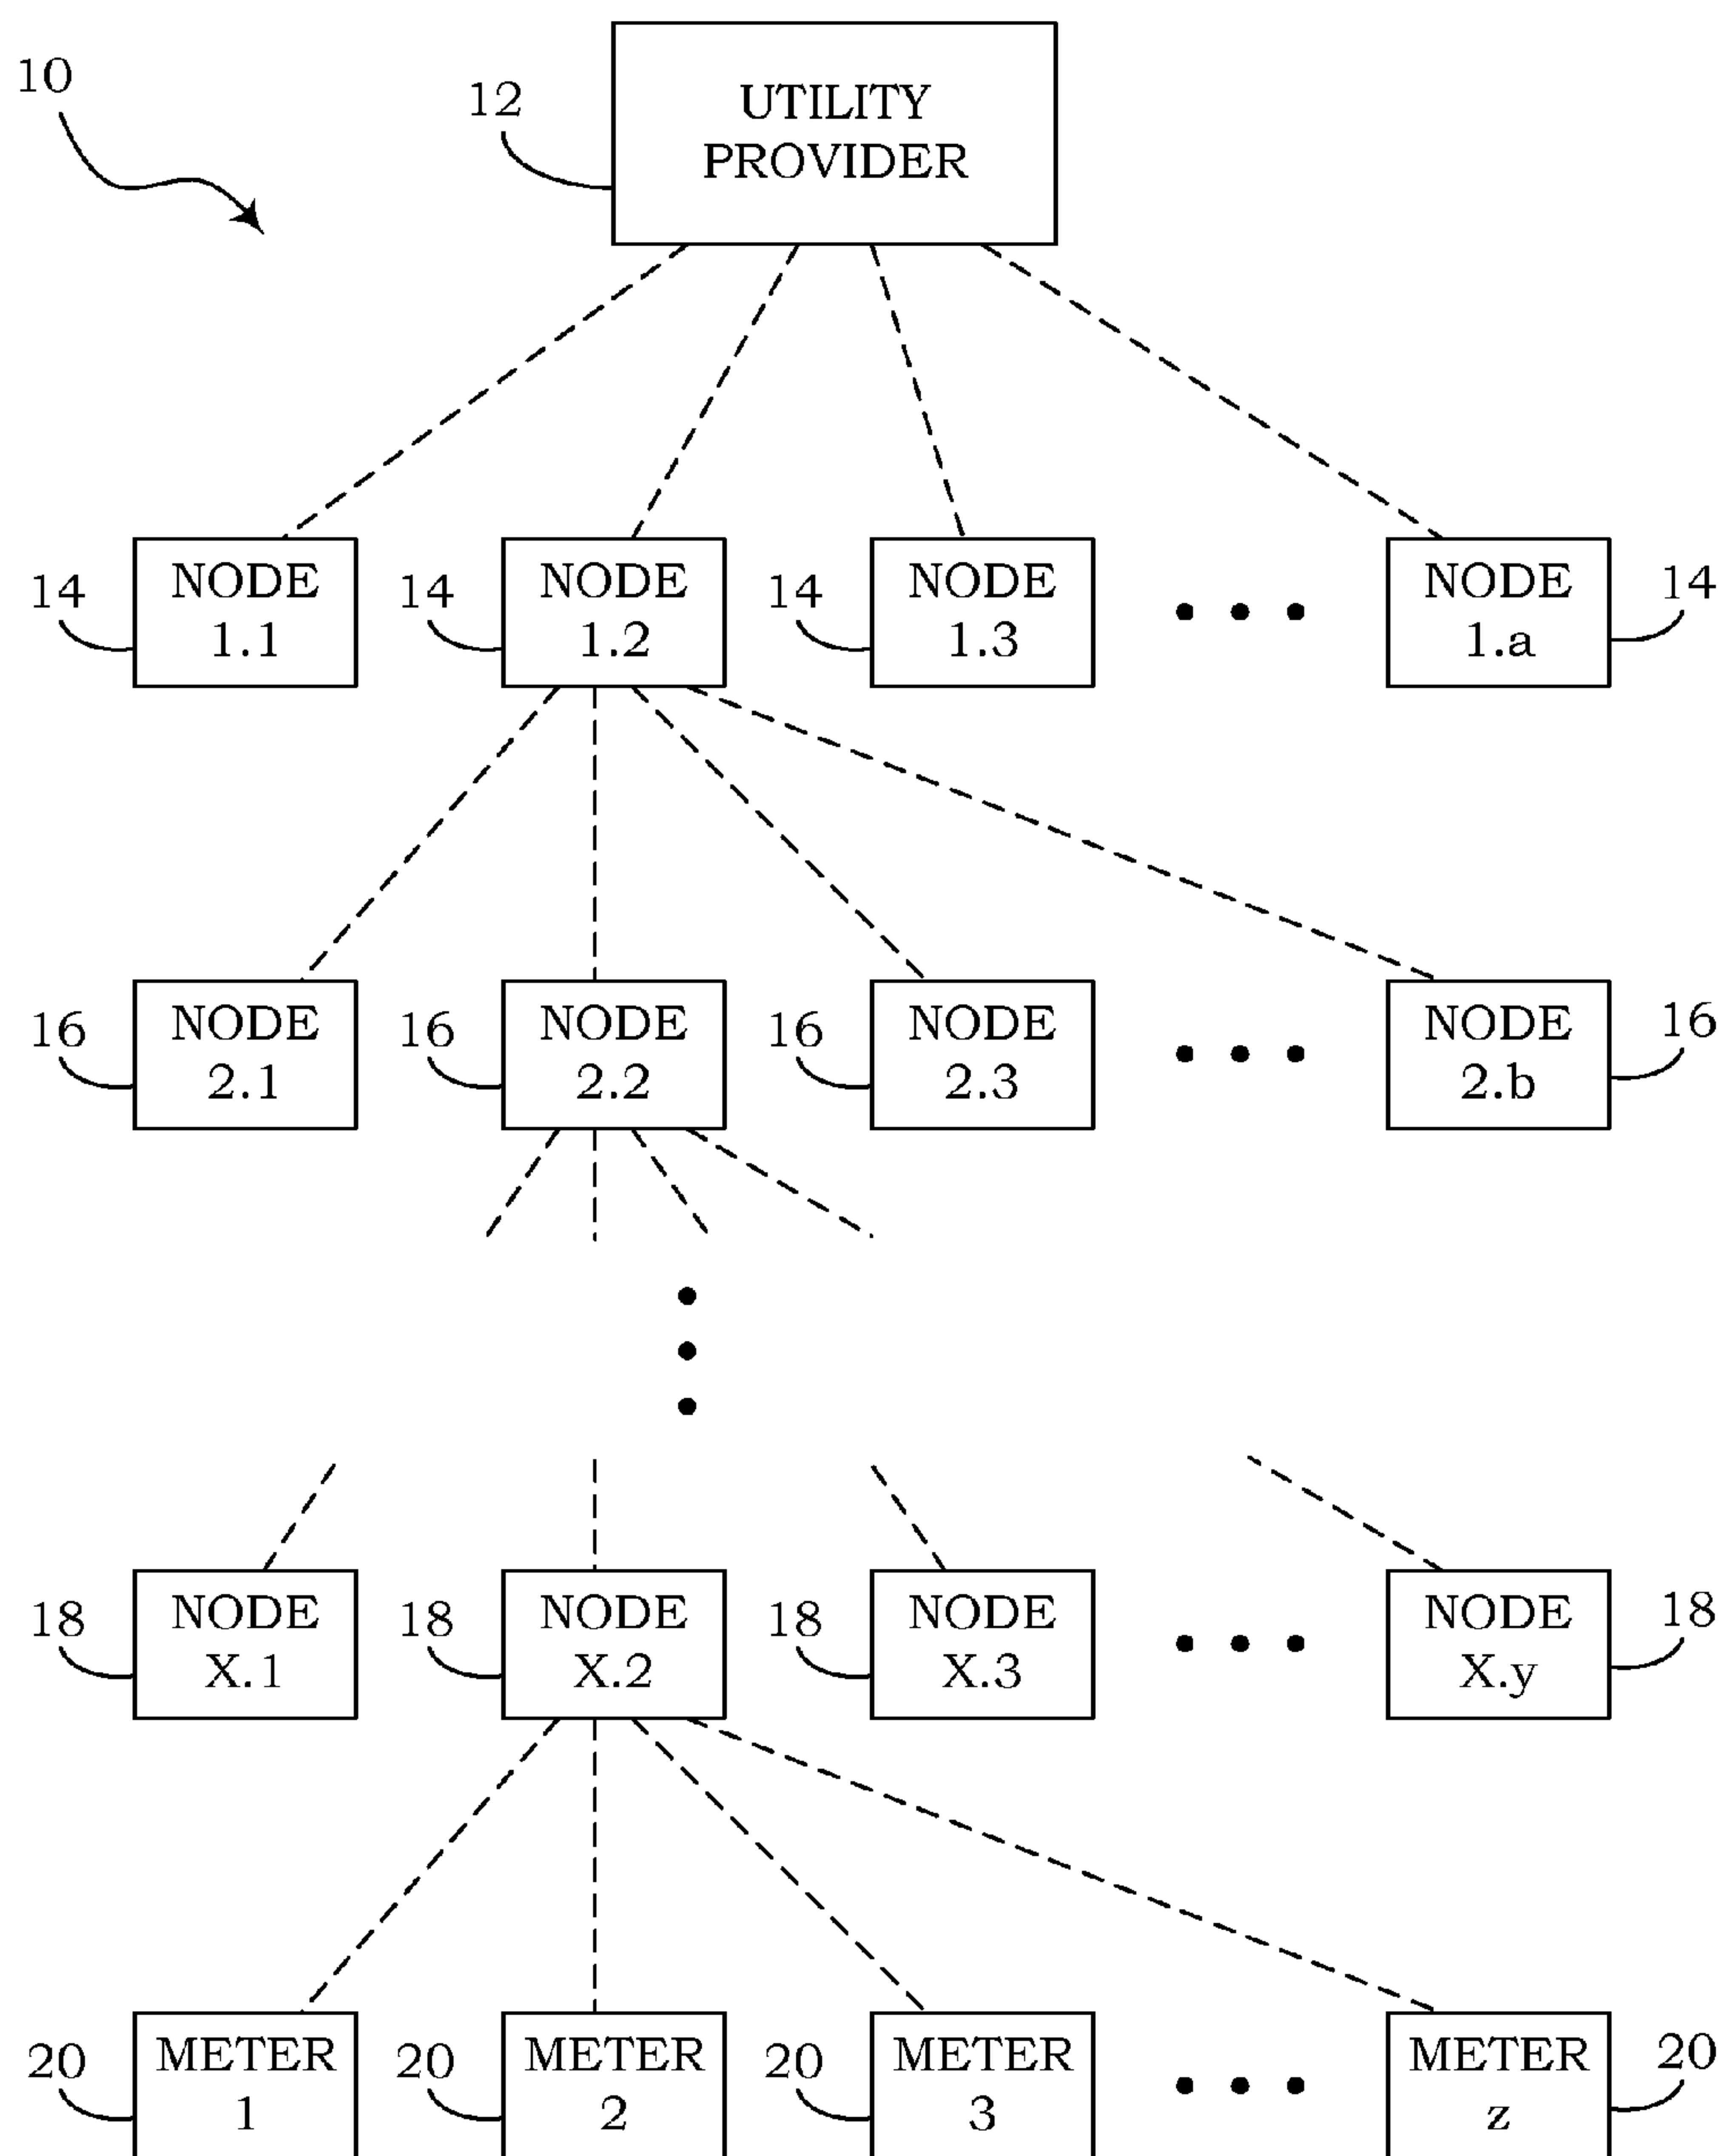 10
12
UTILITY
PROVIDER
14
NODE
1.1
14
NODE
1.2
14
NODE
1.3
NODE
1.a
14
16
NODE
2.1
16
NODE
2.2
16
NODE
2.3
NODE
2.b
16
18
NODE
X.1
18
NODE
X.2
18
NODE
X.3
NODE
X.y
18
20
METER
1
20
METER
2
20
METER
3
METER
z
20